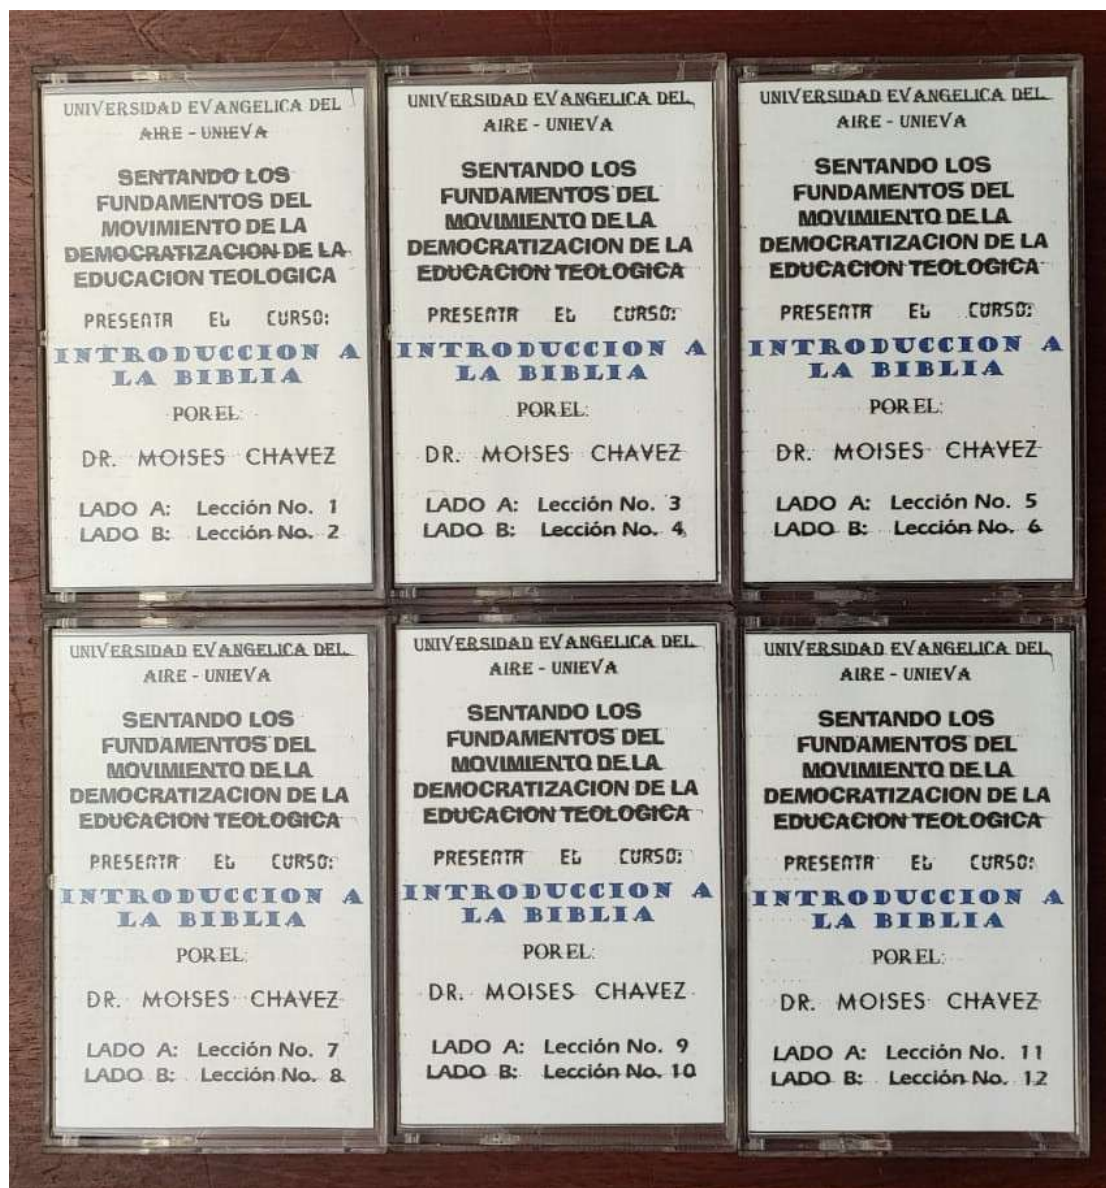 UNIVERSIDAD EVANGELICA DEL
AIRE - UNIEVA
SENTANDO LOS
FUNDAMENTOS DEL
MOVIMIENTO DE LA
DEMOCRATIZACION DE LA
EDUCACION TEOLOGICA
PRESENTA EL CURSO:
INTRODUCCION A
LA BIBLIA
POR EL:
DR. MOISES CHAVEZ
LADO A: Lección No. 1
LADO B: Lección No. 2
UNIVERSIDAD EVANGELICA DEL
AIRE - UNIEVA
SENTANDO LOS
FUNDAMENTOS DEL
MOVIMIENTO DE LA
DEMOCRATIZACION DE LA
EDUCACION TEOLOGICA
PRESENTA EL CURSO:
INTRODUCCION A
LA BIBLIA
POR EL:
DR. MOISES CHAVEZ
LADO A: Lección No. 3
LADO B: Lección No. 4
UNIVERSIDAD EVANGELICA DEL
AIRE - UNIEVA
SENTANDO LOS
FUNDAMENTOS DEL
MOVIMIENTO DE LA
DEMOCRATIZACION DE LA
EDUCACION TEOLOGICA
PRESENTA EL CURSO:
INTRODUCCION A
LA BIBLIA
POR EL:
DR. MOISES CHAVEZ
LADO A: Lección No. 5
LADO B: Lección No. 6
UNIVERSIDAD EVANGELICA DEL
AIRE - UNIEVA
SENTANDO LOS
FUNDAMENTOS DEL
MOVIMIENTO DE LA
DEMOCRATIZACION DE LA
EDUCACION TEOLOGICA
PRESENTA EL CURSO:
INTRODUCCION A
LA BIBLIA
POR EL:
DR. MOISES CHAVEZ
LADO A: Lección No. 7
LADO B: Lección No. 8
UNIVERSIDAD EVANGELICA DEL
AIRE - UNIEVA
SENTANDO LOS
FUNDAMENTOS DEL
MOVIMIENTO DE LA
DEMOCRATIZACION DE LA
EDUCACION TEOLOGICA
PRESENTA EL CURSO:
INTRODUCCION A
LA BIBLIA
POR EL:
DR. MOISES CHAVEZ
LADO A: Lección No. 9
LADO B: Lección No. 10
UNIVERSIDAD EVANGELICA DEL
AIRE - UNIEVA
SENTANDO LOS
FUNDAMENTOS DEL
MOVIMIENTO DE LA
DEMOCRATIZACION DE LA
EDUCACION TEOLOGICA
PRESENTA EL CURSO:
INTRODUCCION A
LA BIBLIA
POR EL:
DR. MOISES CHAVEZ
LADO A: Lección No. 11
LADO B: Lección No. 12